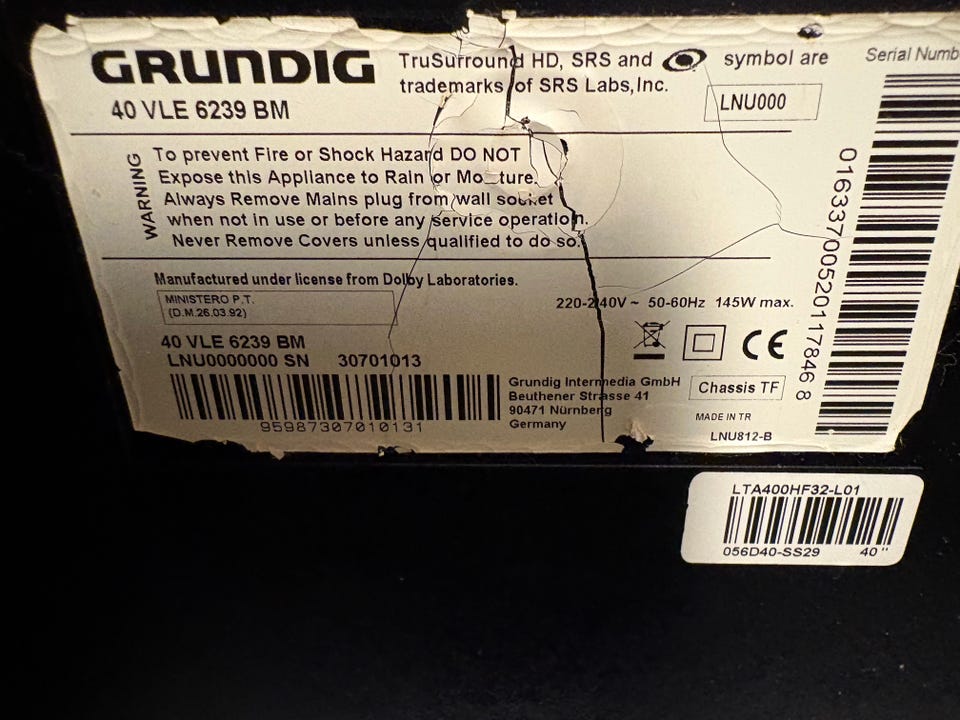 GRUNDIG
40 VLE 6239 BM
TruSurround HD, SRS and symbol are
trademarks of SRS Labs,Inc.
LNU000
WARNING
To prevent Fire or Shock Hazard DO NOT
Expose this Appliance to Rain or
Always Remove Mains plug from wall socket
when not in use or before any service operation.
Never Remove Covers unless qualified to do so.
Manufactured under license from Dolby Laboratories.
MINISTERO P.T.
(D.M.26.03.92)
220-240V ~ 50-60Hz 145W max.
40 VLE 6239 BM
LNU0000000 SN 30701013
95987307010131
Grundig Intermedia GmbH
Beuthener Strasse 41
90471 Nürnberg
Germany
CE
Chassis TF
MADE IN TR
LNU812-B
Serial
01633700520117846 8
LTA400HF32-L01
056D40-SS29 40"